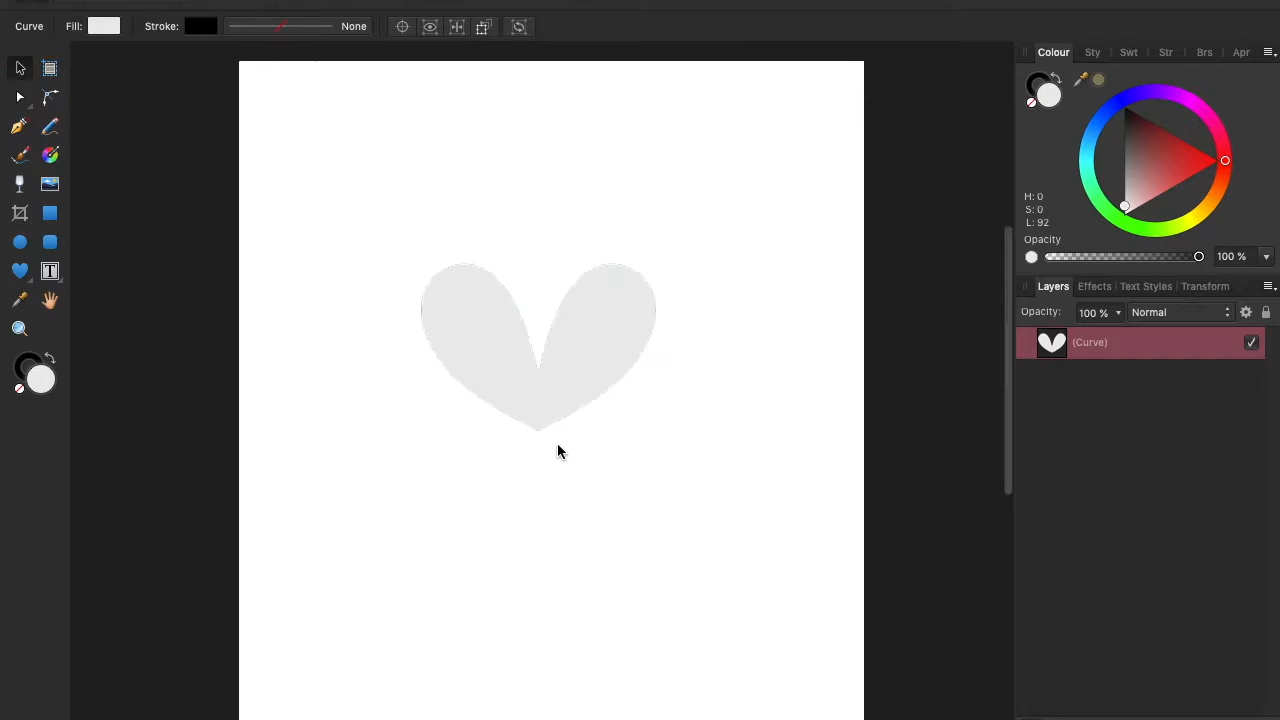 Curve Fill: Stroke: None
Colour Sty Swt Str Brs Apr
H: 0
S: 0
L: 92
Opacity
100 %
Layers Effects Text Styles Transform
Opacity: 100 % Normal
(Curve)
T